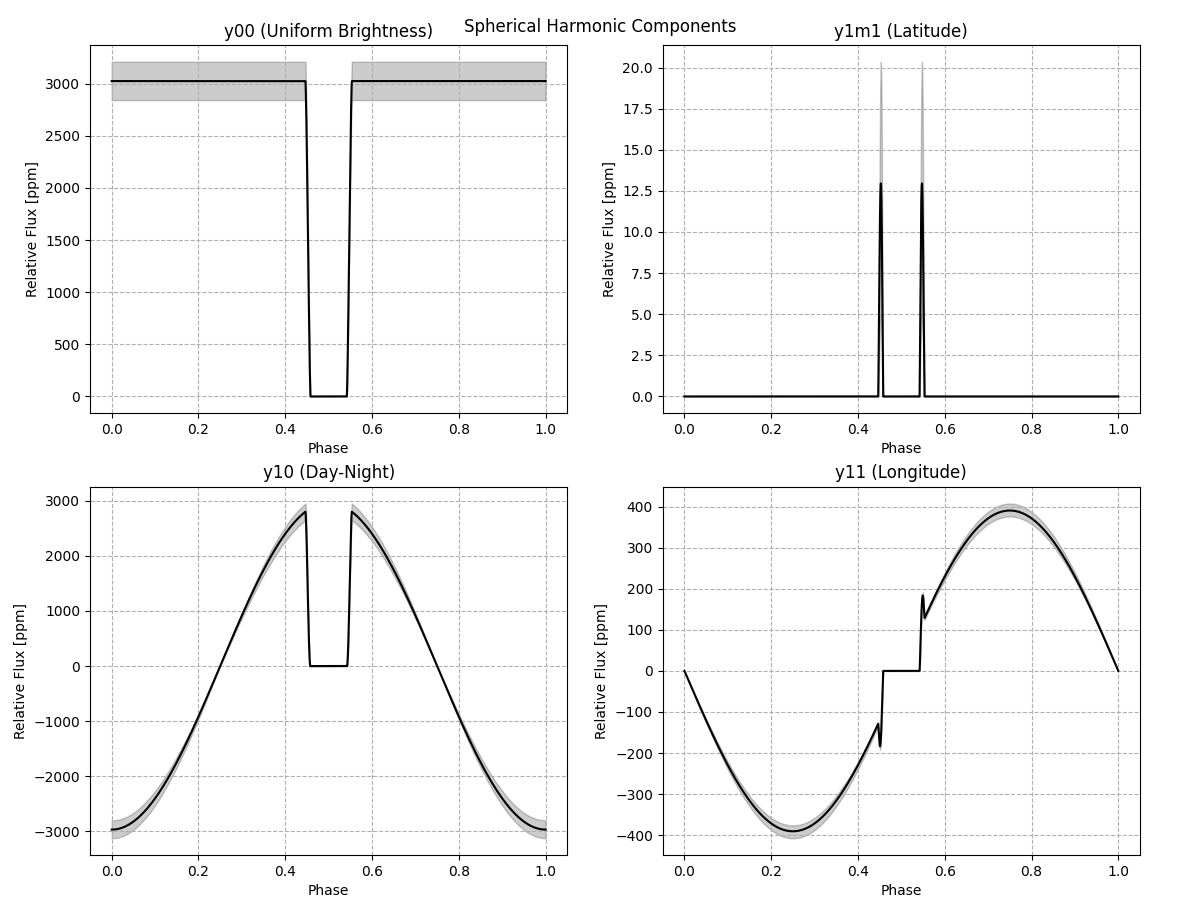 Spherical Harmonic Components
y00 (Uniform Brightness)
Relative Flux [ppm]
3000
2500
2000
1500
1000
500
0
0.0 0.2 0.4 0.6 0.8 1.0
Phase
y1m1 (Latitude)
Relative Flux [ppm]
20.0
17.5
15.0
12.5
10.0
7.5
5.0
2.5
0.0
0.0 0.2 0.4 0.6 0.8 1.0
Phase
y10 (Day-Night)
Relative Flux [ppm]
3000
2000
1000
0
−1000
−2000
−3000
0.0 0.2 0.4 0.6 0.8 1.0
Phase
y11 (Longitude)
Relative Flux [ppm]
400
300
200
100
0
−100
−200
−300
−400
0.0 0.2 0.4 0.6 0.8 1.0
Phase